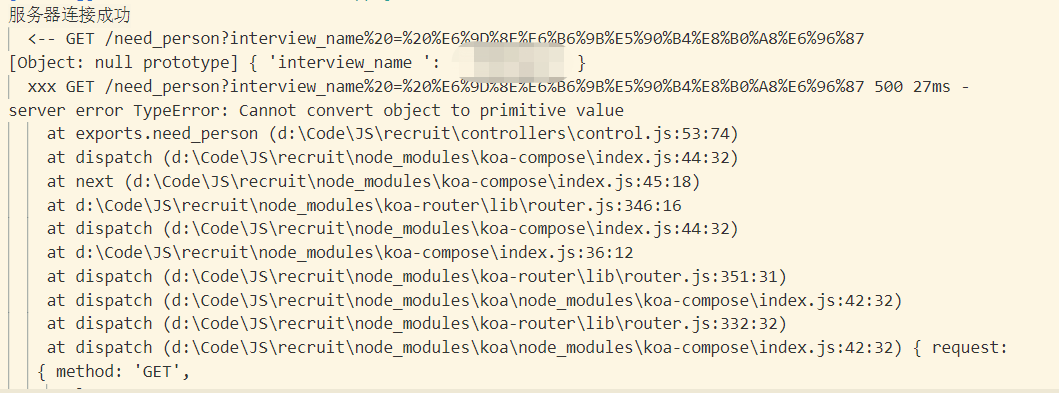 服务器连接成功
<-- GET /need_person?interview_name%20=%20%E6%9D%8E%E6%B6%9B%E5%90%B4%E8%B0%A8%E6%96%87
[Object: null prototype] { 'interview_name ': }
xxx GET /need_person?interview_name%20=%20%E6%9D%8E%E6%B6%9B%E5%90%B4%E8%B0%A8%E6%96%87 500 27ms -
server error TypeError: Cannot convert object to primitive value
at exports.need_person (d:\Code\JS\recruit\controllers\control.js:53:74)
at dispatch (d:\Code\JS\recruit\node_modules\koa-compose\index.js:44:32)
at next (d:\Code\JS\recruit\node_modules\koa-compose\index.js:45:18)
at d:\Code\JS\recruit\node_modules\koa-router\lib\router.js:346:16
at dispatch (d:\Code\JS\recruit\node_modules\koa-compose\index.js:44:32)
at d:\Code\JS\recruit\node_modules\koa-compose\index.js:36:12
at dispatch (d:\Code\JS\recruit\node_modules\koa-router\lib\router.js:351:31)
at dispatch (d:\Code\JS\recruit\node_modules\koa\node_modules\koa-compose\index.js:42:32)
at dispatch (d:\Code\JS\recruit\node_modules\koa-router\lib\router.js:332:32)
at dispatch (d:\Code\JS\recruit\node_modules\koa\node_modules\koa-compose\index.js:42:32) { request:
{ method: 'GET',